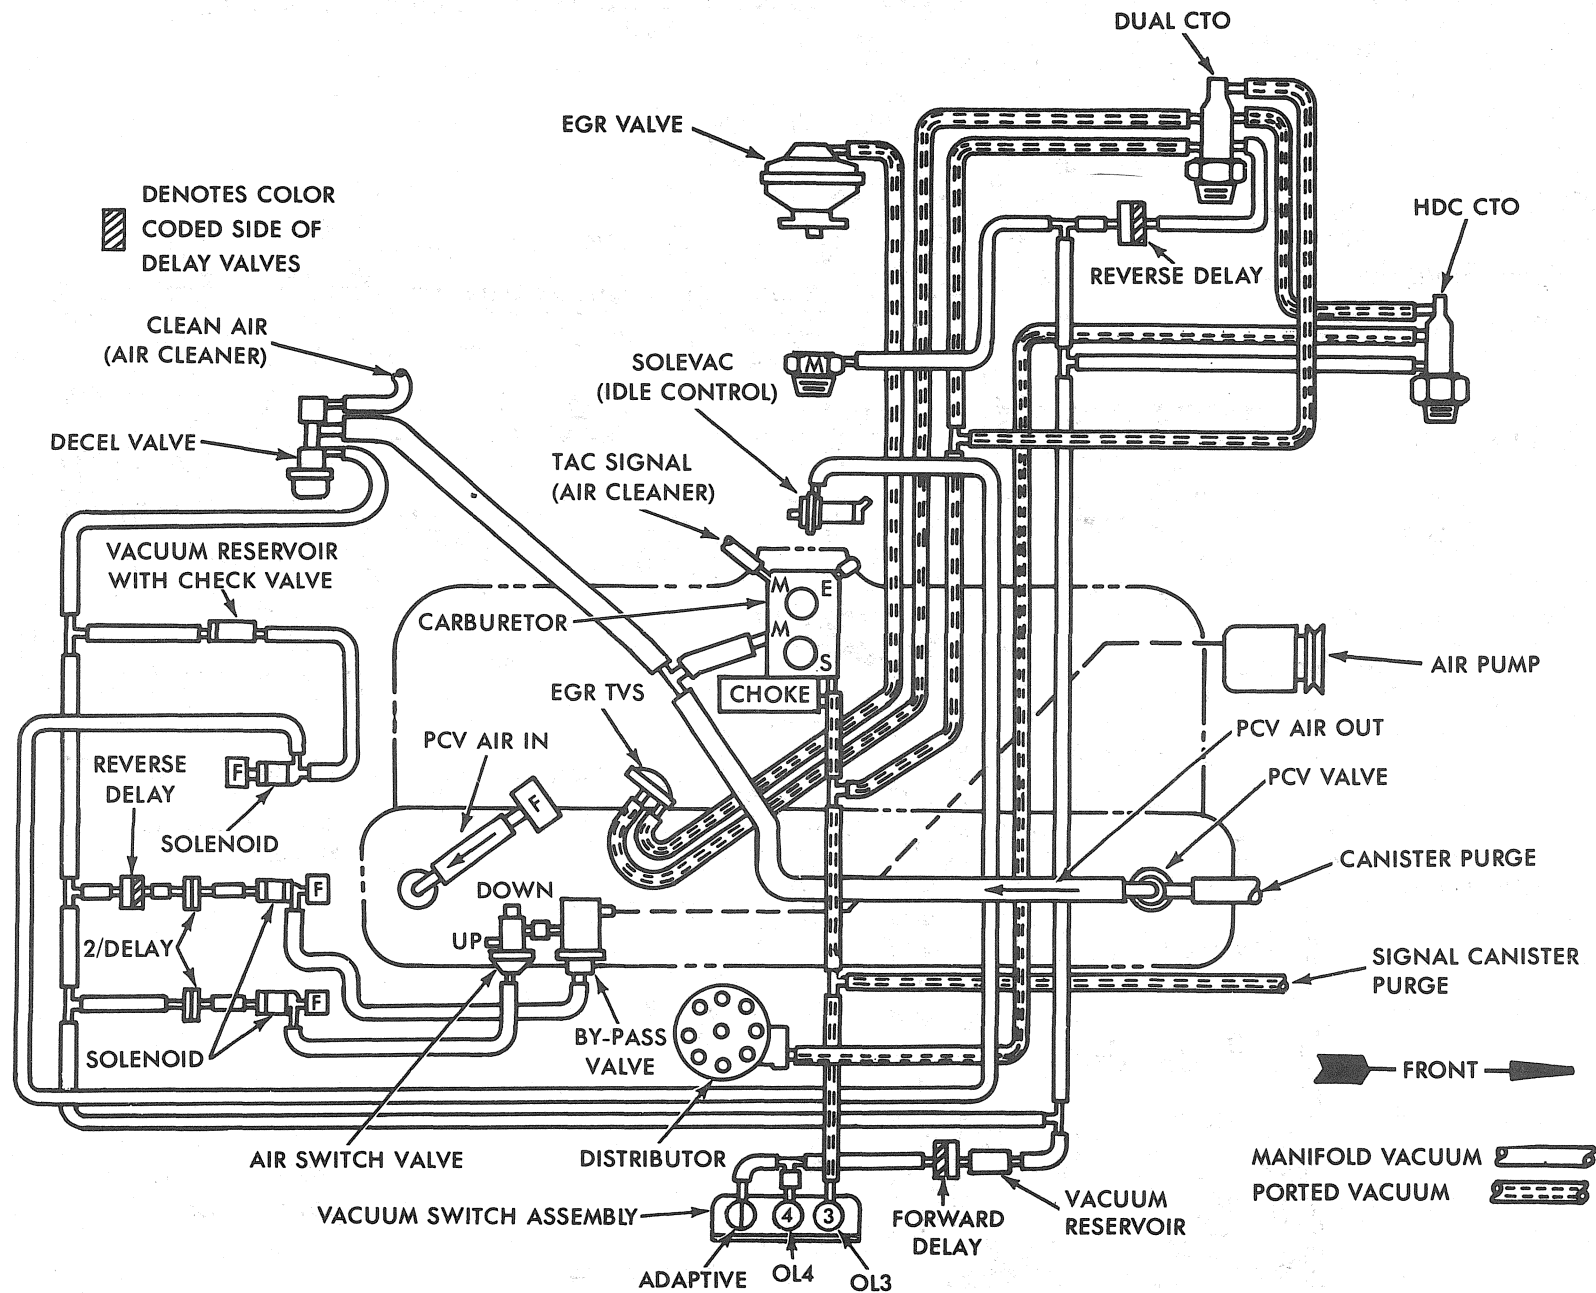 DUAL CTO
EGR VALVE
DENOTES COLOR
CODED SIDE OF
DELAY VALVES
HDC CTO
REVERSE DELAY
CLEAN AIR
(AIR CLEANER)
SOLEVAC
(IDLE CONTROL)
M
DECEL VALVE
TAC SIGNAL
(AIR CLEANER)
VACUUM RESERVOIR
WITH CHECK VALVE
M
E
CARBURETOR
M
S
AIR PUMP
EGR TVS
CHOKE
PCV AIR OUT
PCV AIR IN
F
REVERSE
DELAY
PCV VALVE
F
SOLENOID
CANISTER PURGE
F
DOWN
2/DELAY
UP
SIGNAL CANISTER
PURGE
F
SOLENOID
BY-PASS
VALVE
FRONT
AIR SWITCH VALVE
DISTRIBUTOR
MANIFOLD VACUUM
PORTED VACUUM
VACUUM SWITCH ASSEMBLY
4
3
FORWARD
DELAY
VACUUM
RESERVOIR
ADAPTIVE
OL4
OL3